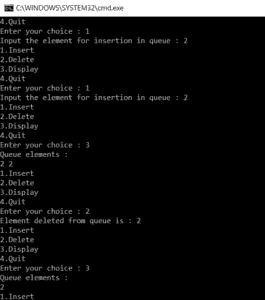 C:\WINDOWS\SYSTEM32\cmd.exe
4.Quit
Enter your choice : 1
Input the element for insertion in queue : 2
1.Insert
2.Delete
3.Display
4.Quit
Enter your choice : 1
Input the element for insertion in queue : 2
1.Insert
2.Delete
3.Display
4.Quit
Enter your choice : 3
Queue elements :
2 2
1.Insert
2.Delete
3.Display
4.Quit
Enter your choice : 2
Element deleted from queue is : 2
1.Insert
2.Delete
3.Display
4.Quit
Enter your choice : 3
Queue elements :
2
1.Insert